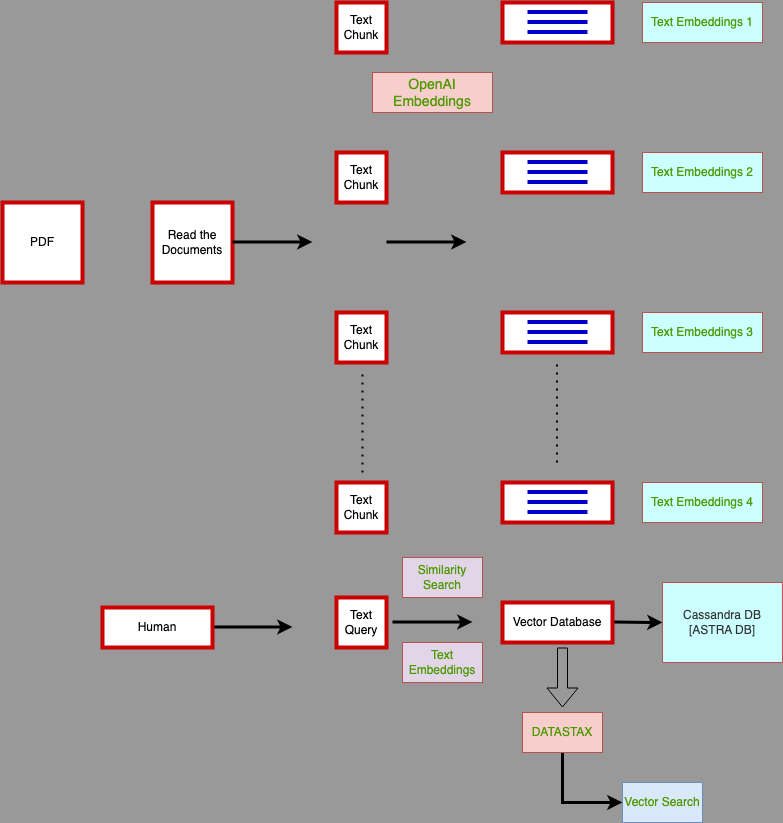 Text
Chunk
Text Embeddings 1
OpenAI
Embeddings
Text
Chunk
Text Embeddings 2
PDF
Read the
Documents
Text
Chunk
Text Embeddings 3
Text
Chunk
Text Embeddings 4
Similarity
Search
Human
Text
Query
Vector Database
Cassandra DB
[ASTRA DB]
Text
Embeddings
DATASTAX
Vector Search